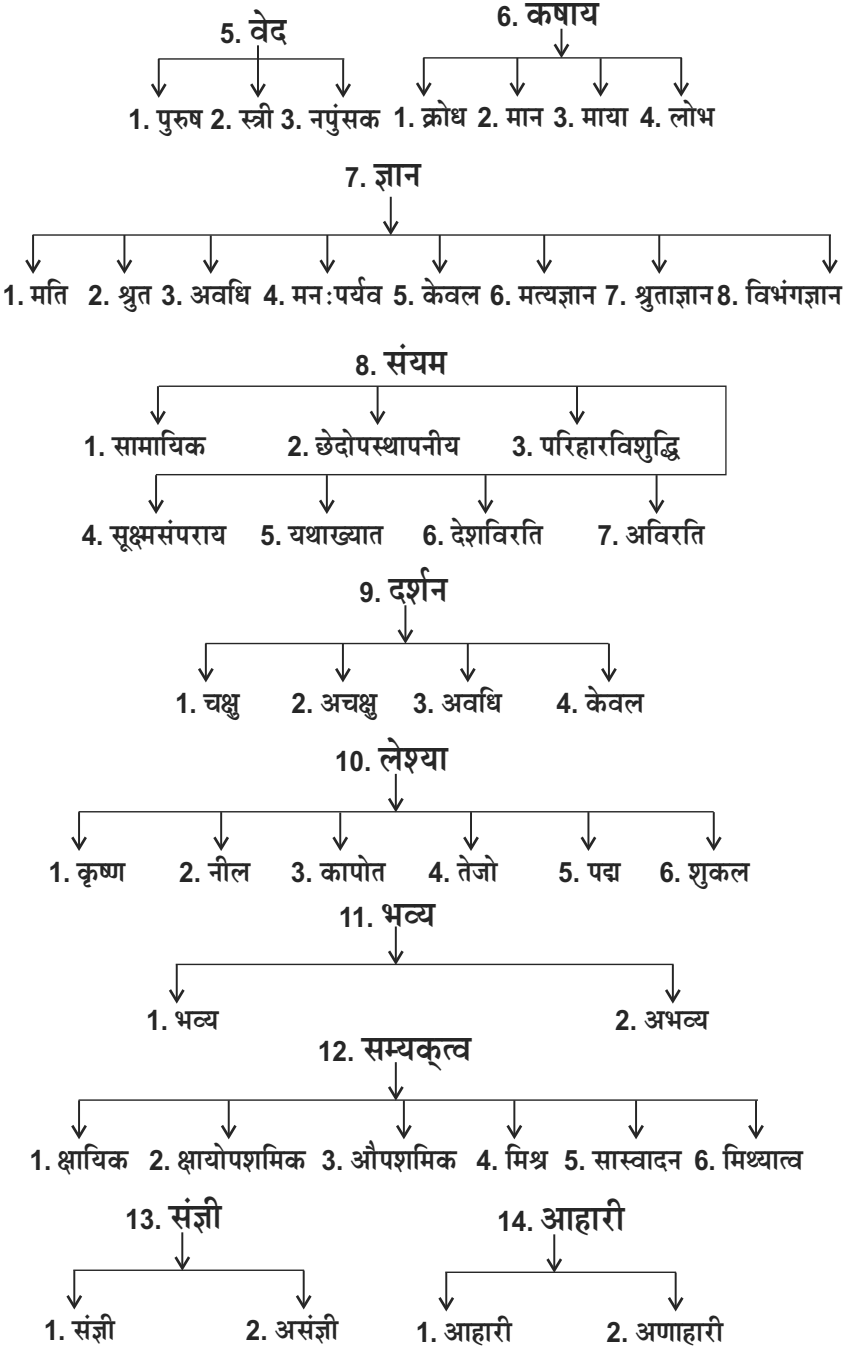 5. वेद
6. कषाय
1. पुरुष 2. स्त्री 3. नपुंसक
1. क्रोध 2. मान 3. माया 4. लोभ
7. ज्ञान
1. मति 2. श्रुत 3. अवधि 4. मनःपर्यव 5. केवल 6. मत्यज्ञान 7. श्रुताज्ञान 8. विभंगज्ञान
8. संयम
1. सामायिक 2. छेदोपस्थापनीय 3. परिहारविशुद्धि
4. सूक्ष्मसंपराय 5. यथाख्यात 6. देशविरति 7. अविरति
9. दर्शन
1. चक्षु 2. अचक्षु 3. अवधि 4. केवल
10. लेश्या
1. कृष्ण 2. नील 3. कापोत 4. तेजो 5. पद्म 6. शुकल
11. भव्य
1. भव्य 2. अभव्य
12. सम्यक्‌त्व
1. क्षायिक 2. क्षायोपशमिक 3. औपशमिक 4. मिश्र 5. सास्वादन 6. मिथ्यात्व
13. संज्ञी
14. आहारी
1. संज्ञी 2. असंज्ञी
1. आहारी 2. अणाहारी